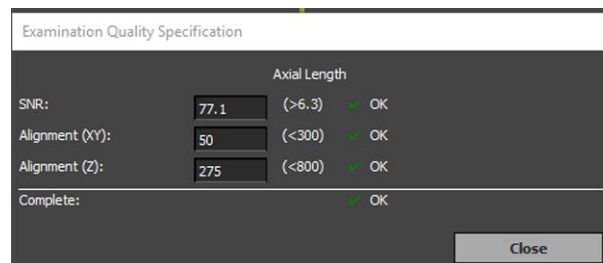 Examination Quality Specification
Axial Length
SNR: 77.1 (>6.3) ✓ OK
Alignment (XY): 50 (<300) ✓ OK
Alignment (Z): 275 (<800) ✓ OK
Complete: ✓ OK
Close